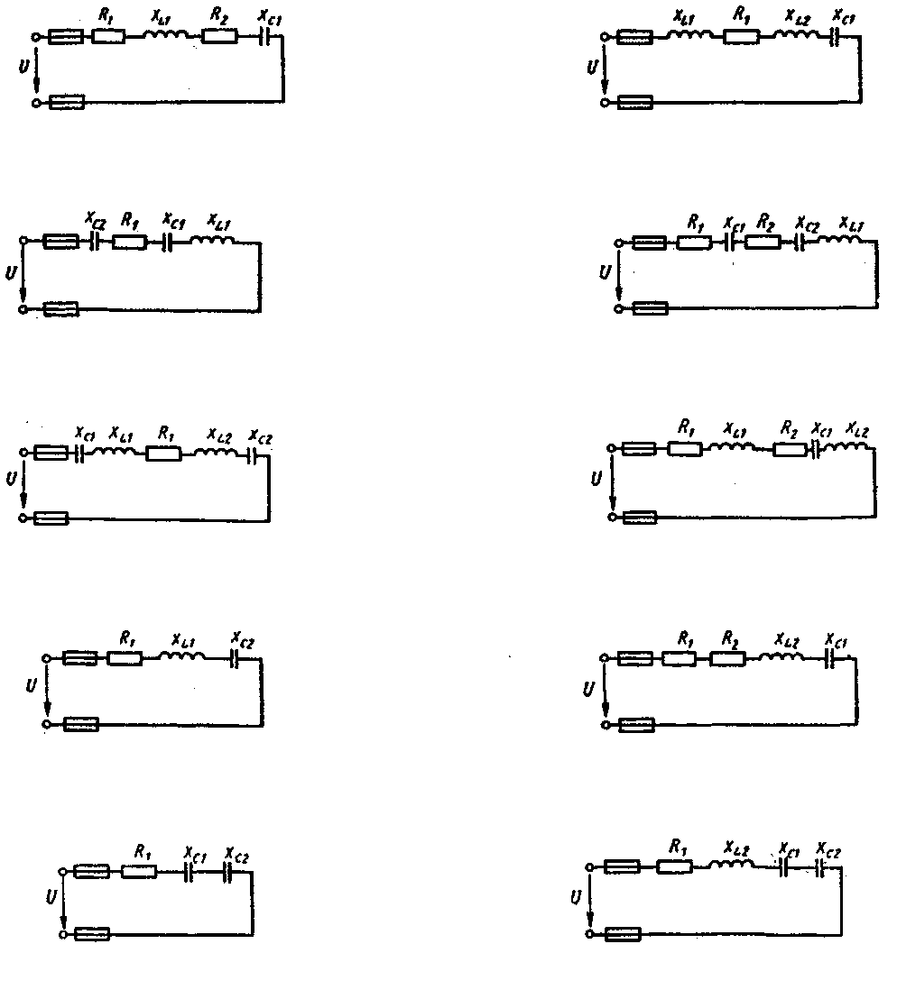 R1 XL1 R2 XC1
U
XL1 R1 XL2 XC1
U
XC2 R1 XC1 XL1
U
R1 XC1 R2 XC2 XL1
U
XC1 XL1 R1 XL2 XC2
U
R1 XL1 R2 XC1 XL2
U
R1 XL1 XC2
U
R1 R2 XL2 XC1
U
R1 XC1 XC2
U
R1 XL2 XC1 XC2
U